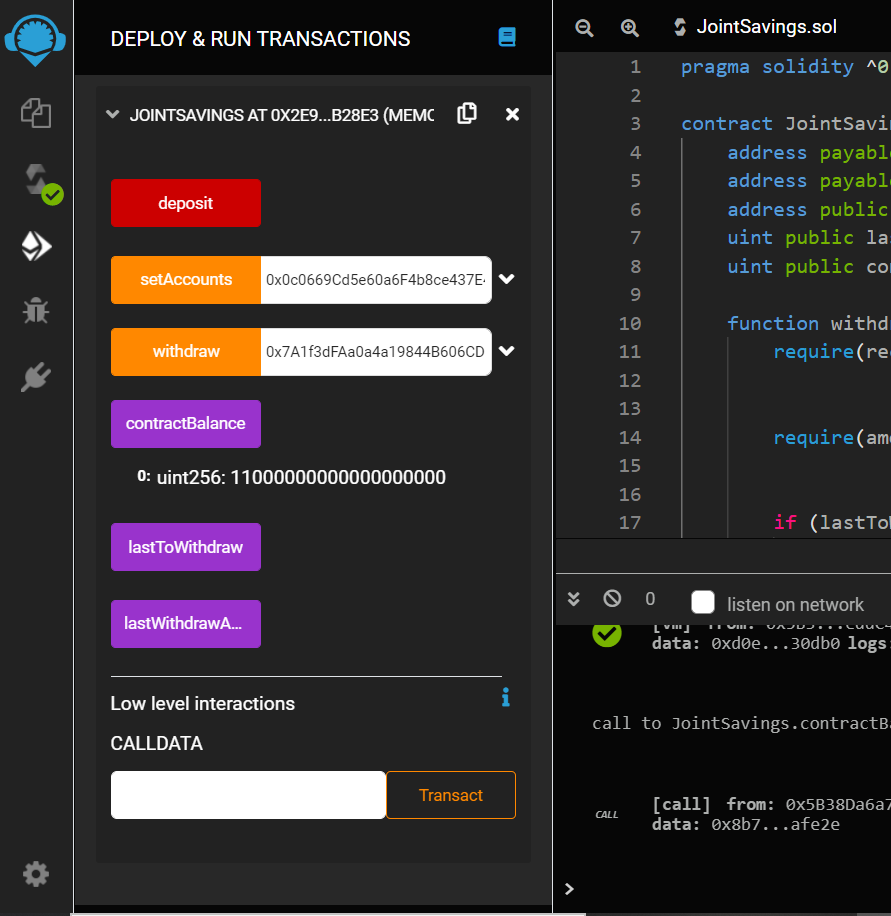 DEPLOY & RUN TRANSACTIONS
JOINTSAVINGS AT 0X2E9...B28E3 (MEMO
deposit
setAccounts 0x0c0669Cd5e60a6F4b8ce437E
withdraw 0x7A1f3dFAa0a4a19844B606CD
contractBalance
0: uint256: 11000000000000000000
lastToWithdraw
lastWithdrawA...
Low level interactions
CALLDATA
Transact
JointSavings.sol
1 pragma solidity ^0
2
3 contract JointSavi
4 address payabl
5 address payabl
6 address public
7 uint public la
8 uint public co
9
10 function withd
11 require(re
12
13
14 require(am
15
16
17 if (lastTo
0 listen on network
[vm] from: 0x5B3...eddC4
data: 0xd0e...30db0 logs:
call to JointSavings.contractBa
CALL [call] from: 0x5B38Da6a7
data: 0x8b7...afe2e
>